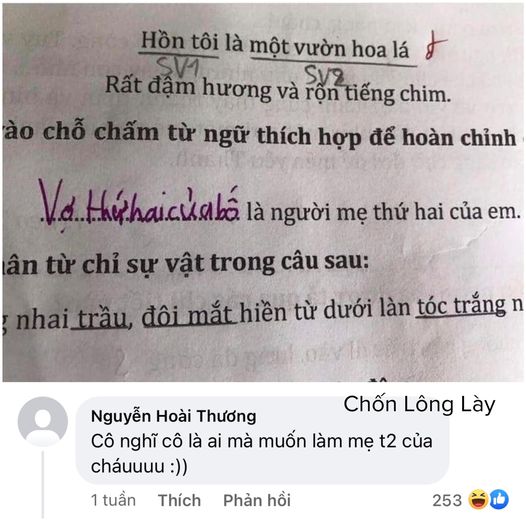 Hồn tôi là một vườn hoa lá đ
SV1 SV2
Rất đậm hương và rộn tiếng chim.
vào chỗ chấm từ ngữ thích hợp để hoàn chỉnh
Vợ thứ hai của bố là người mẹ thứ hai của em.
hân từ chỉ sự vật trong câu sau:
g nhai trầu, đôi mắt hiền từ dưới làn tóc trắng n
Chốn Lông Lày
Nguyễn Hoài Thương
Cô nghĩ cô là ai mà muốn làm mẹ t2 của
cháuuuu :))
1 tuần Thích Phản hồi 253